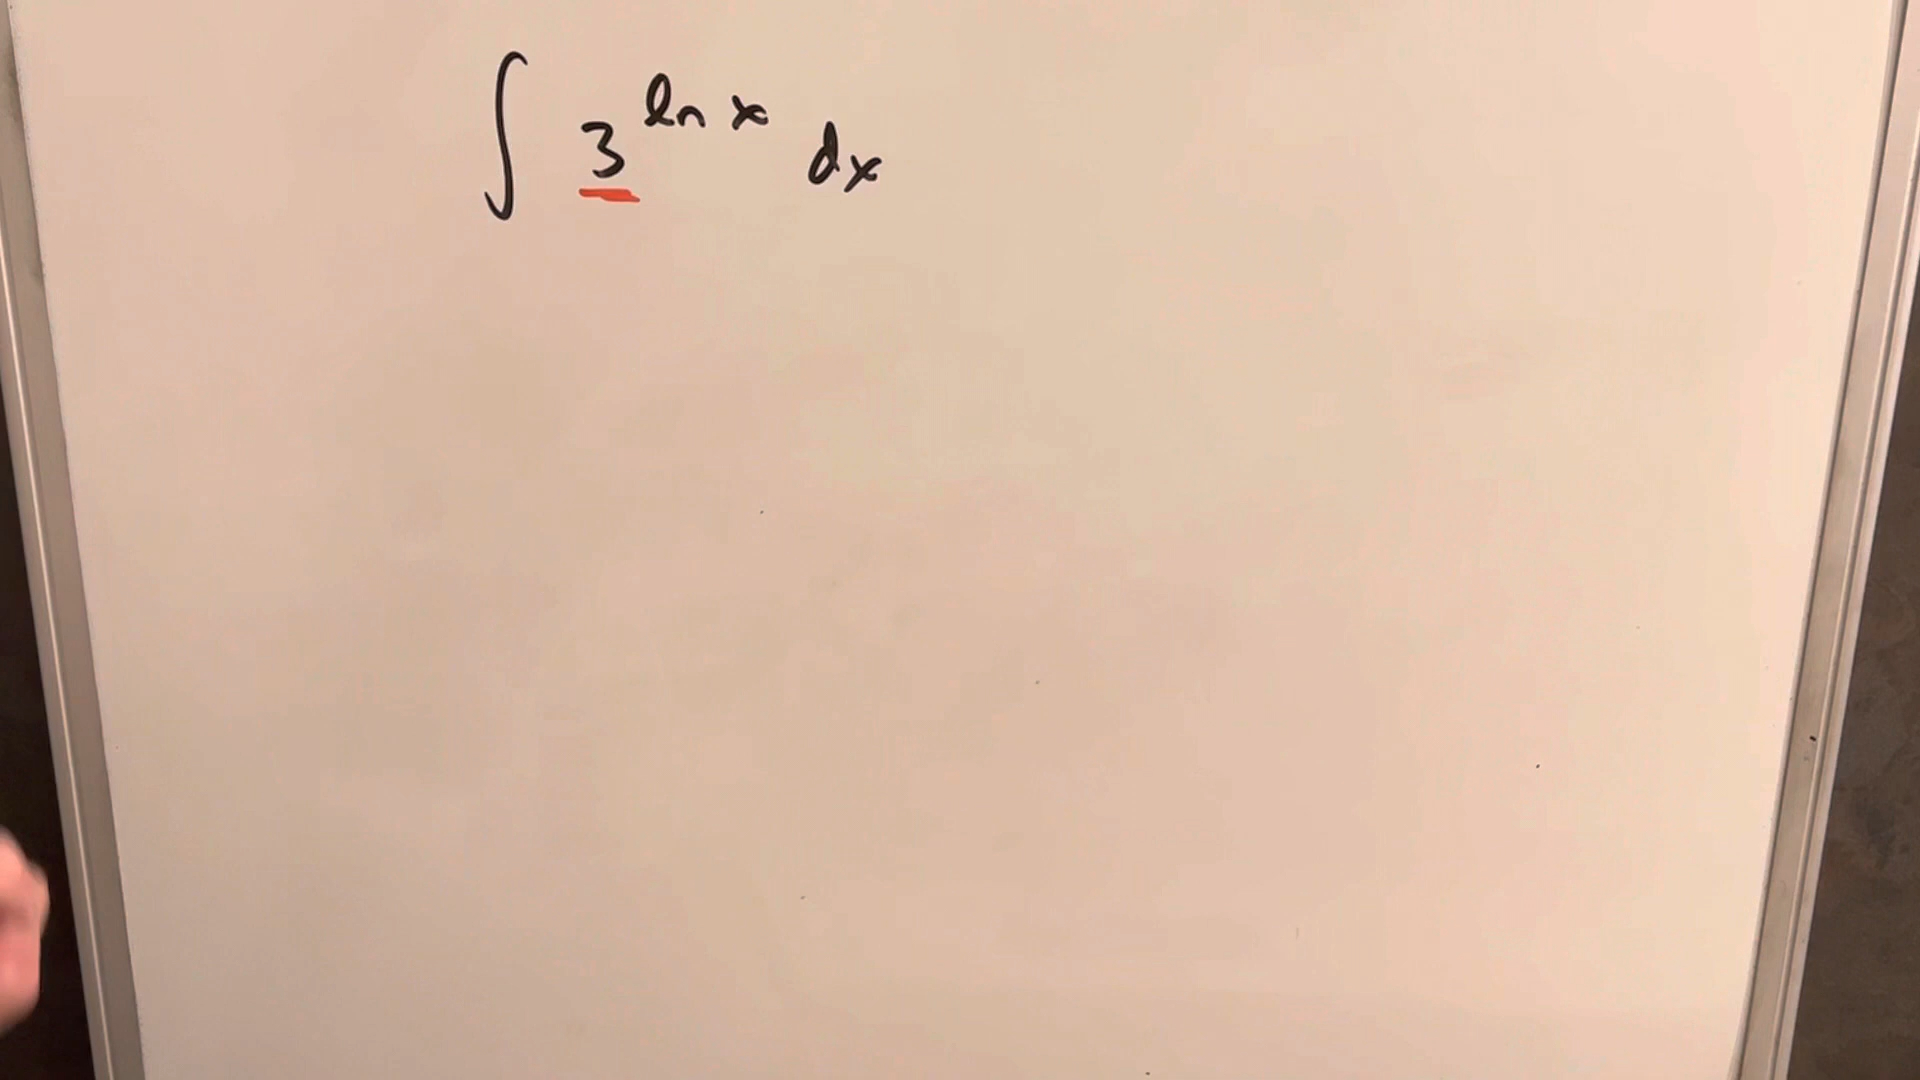 ∫ 3^{ln x} dx